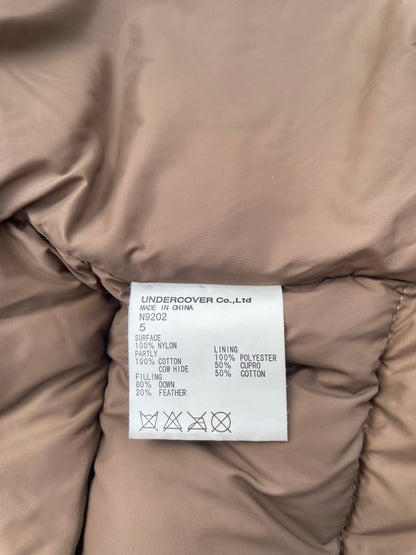 UNDERCOVER Co.,Ltd
MADE IN CHINA
N9202
5
SURFACE
100% NYLON
PARTLY
100% COTTON
COW HIDE
FILLING
80% DOWN
20% FEATHER
LINING
100% POLYESTER
50% CUPRO
50% COTTON